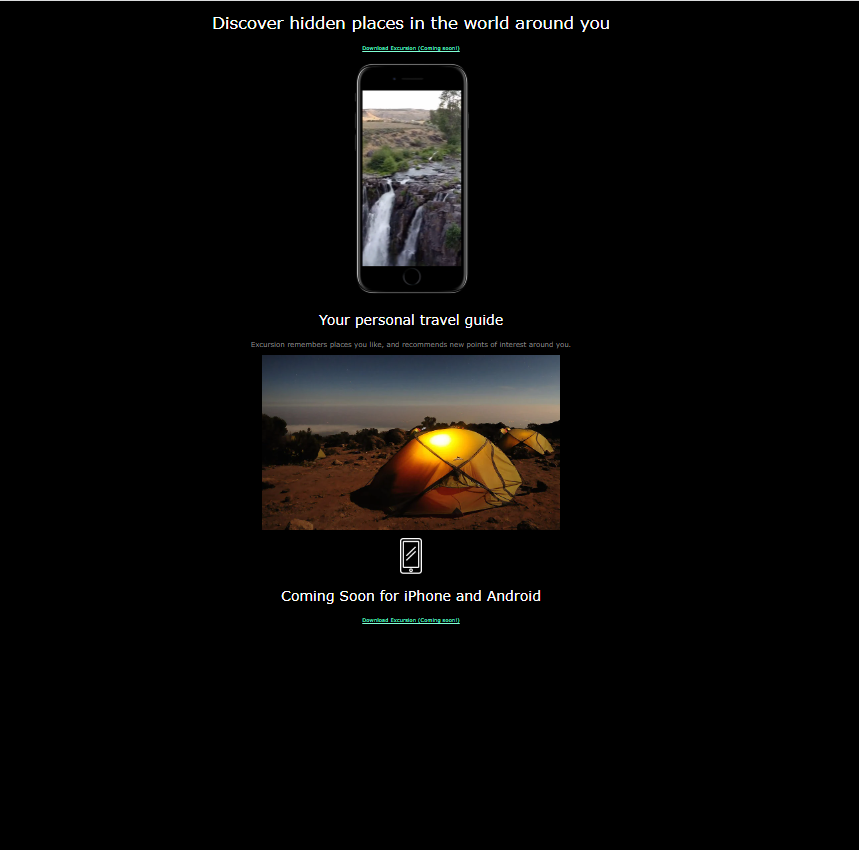 Discover hidden places in the world around you
Download Excursion (Coming soon!)
Your personal travel guide
Excursion remembers places you like, and recommends new points of interest around you.
Coming Soon for iPhone and Android
Download Excursion (Coming soon!)